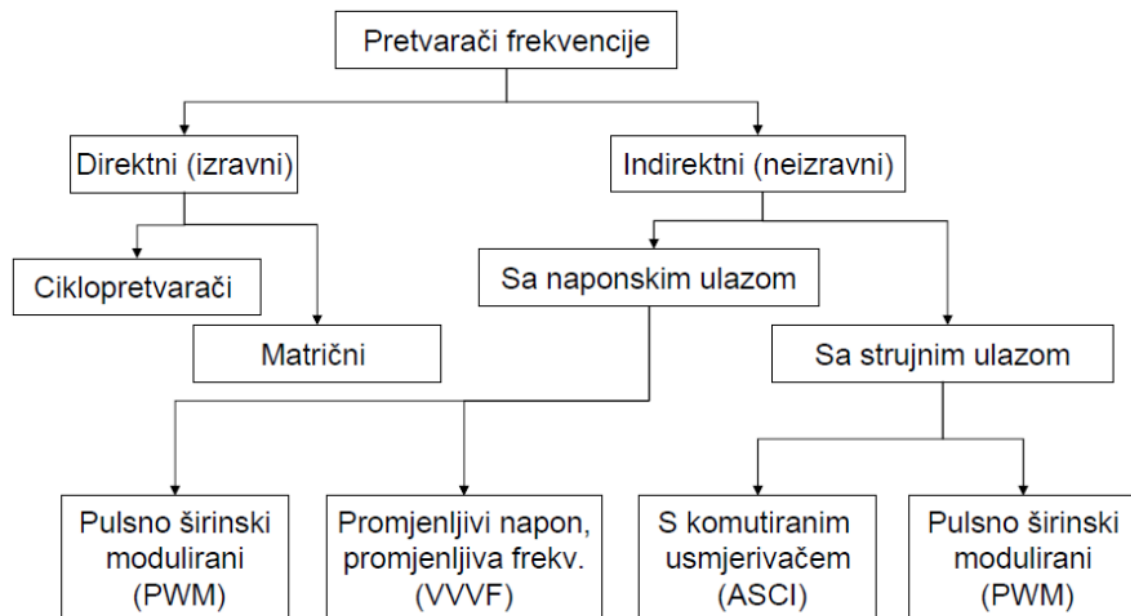 Pretvarači frekvencije
Direktni (izravni)
Indirektni (neizravni)
Ciklopretvarači
Sa naponskim ulazom
Matrični
Sa strujnim ulazom
Pulsno širinski
modulirani
(PWM)
Promjenljivi napon,
promjenljiva frekv.
(VVVF)
S komutiranim
usmjerivačem
(ASCI)
Pulsno širinski
modulirani
(PWM)